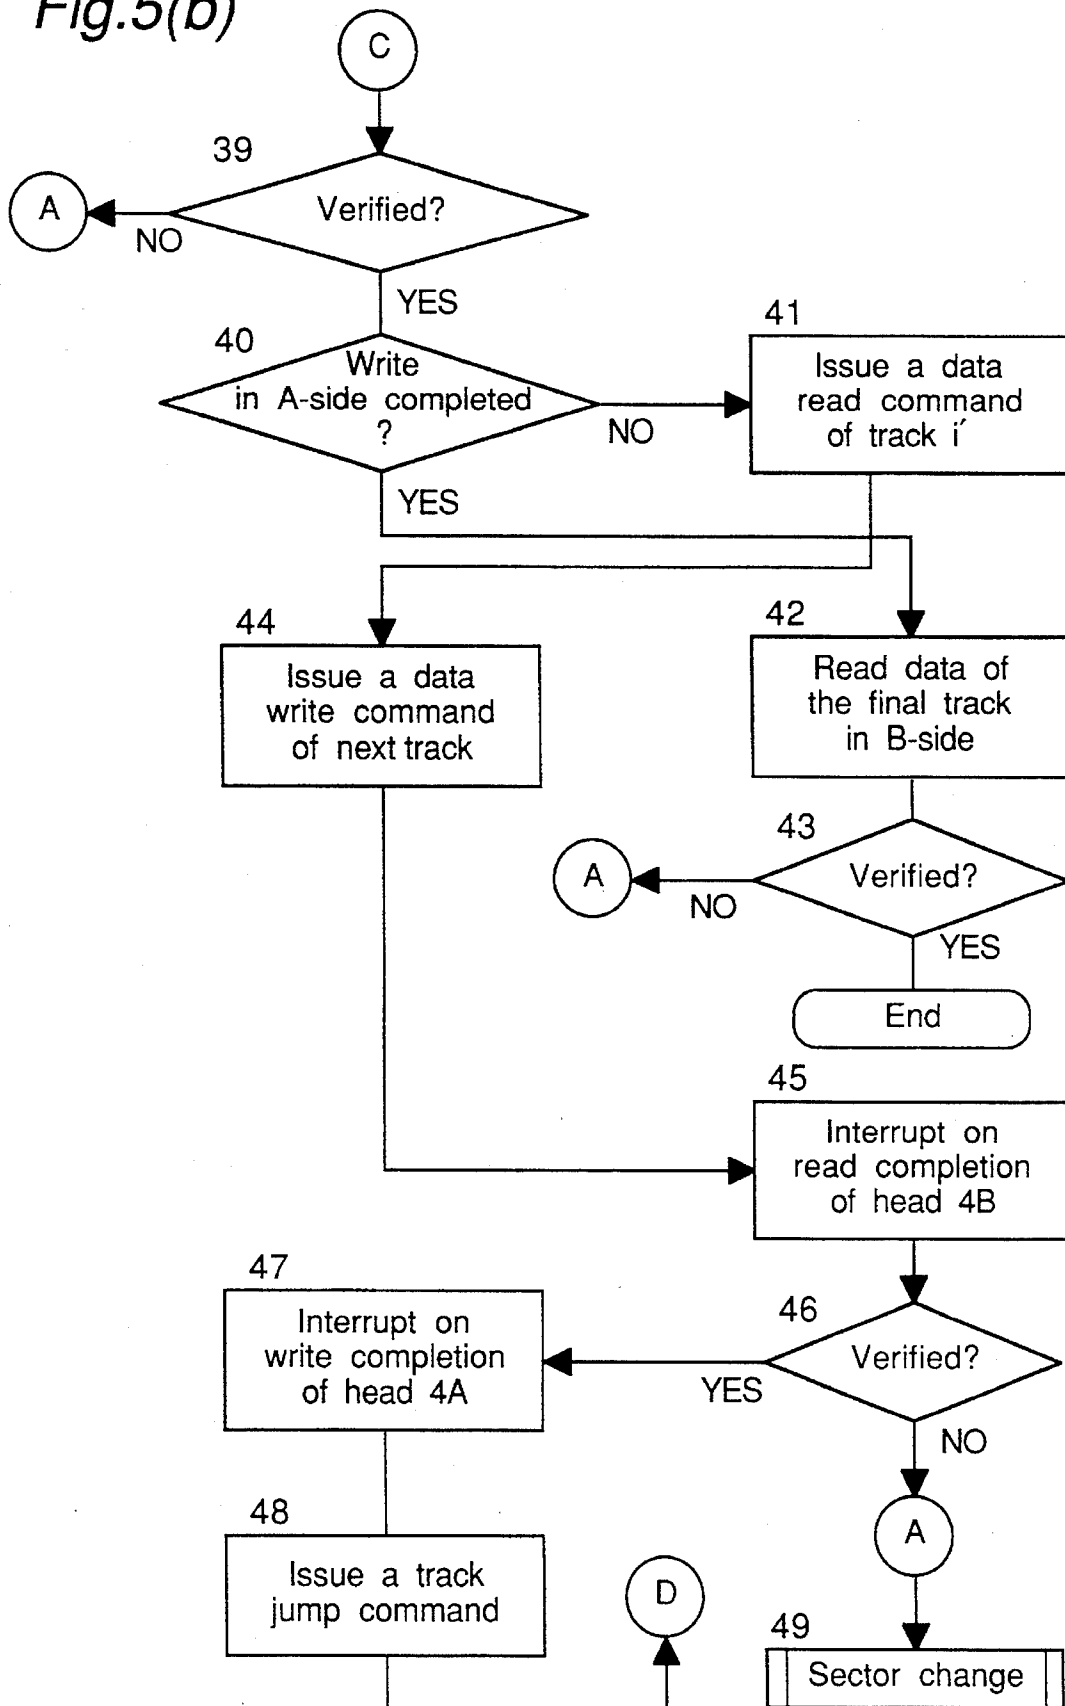 Fig.5(b)
C
39
Verified?
A
NO
YES
40
Write
in A-side completed
?
NO
YES
41
Issue a data
read command
of track i′
44
Issue a data
write command
of next track
42
Read data of
the final track
in B-side
43
Verified?
A
NO
YES
End
45
Interrupt on
read completion
of head 4B
47
Interrupt on
write completion
of head 4A
46
Verified?
YES
NO
48
Issue a track
jump command
D
A
49
Sector change